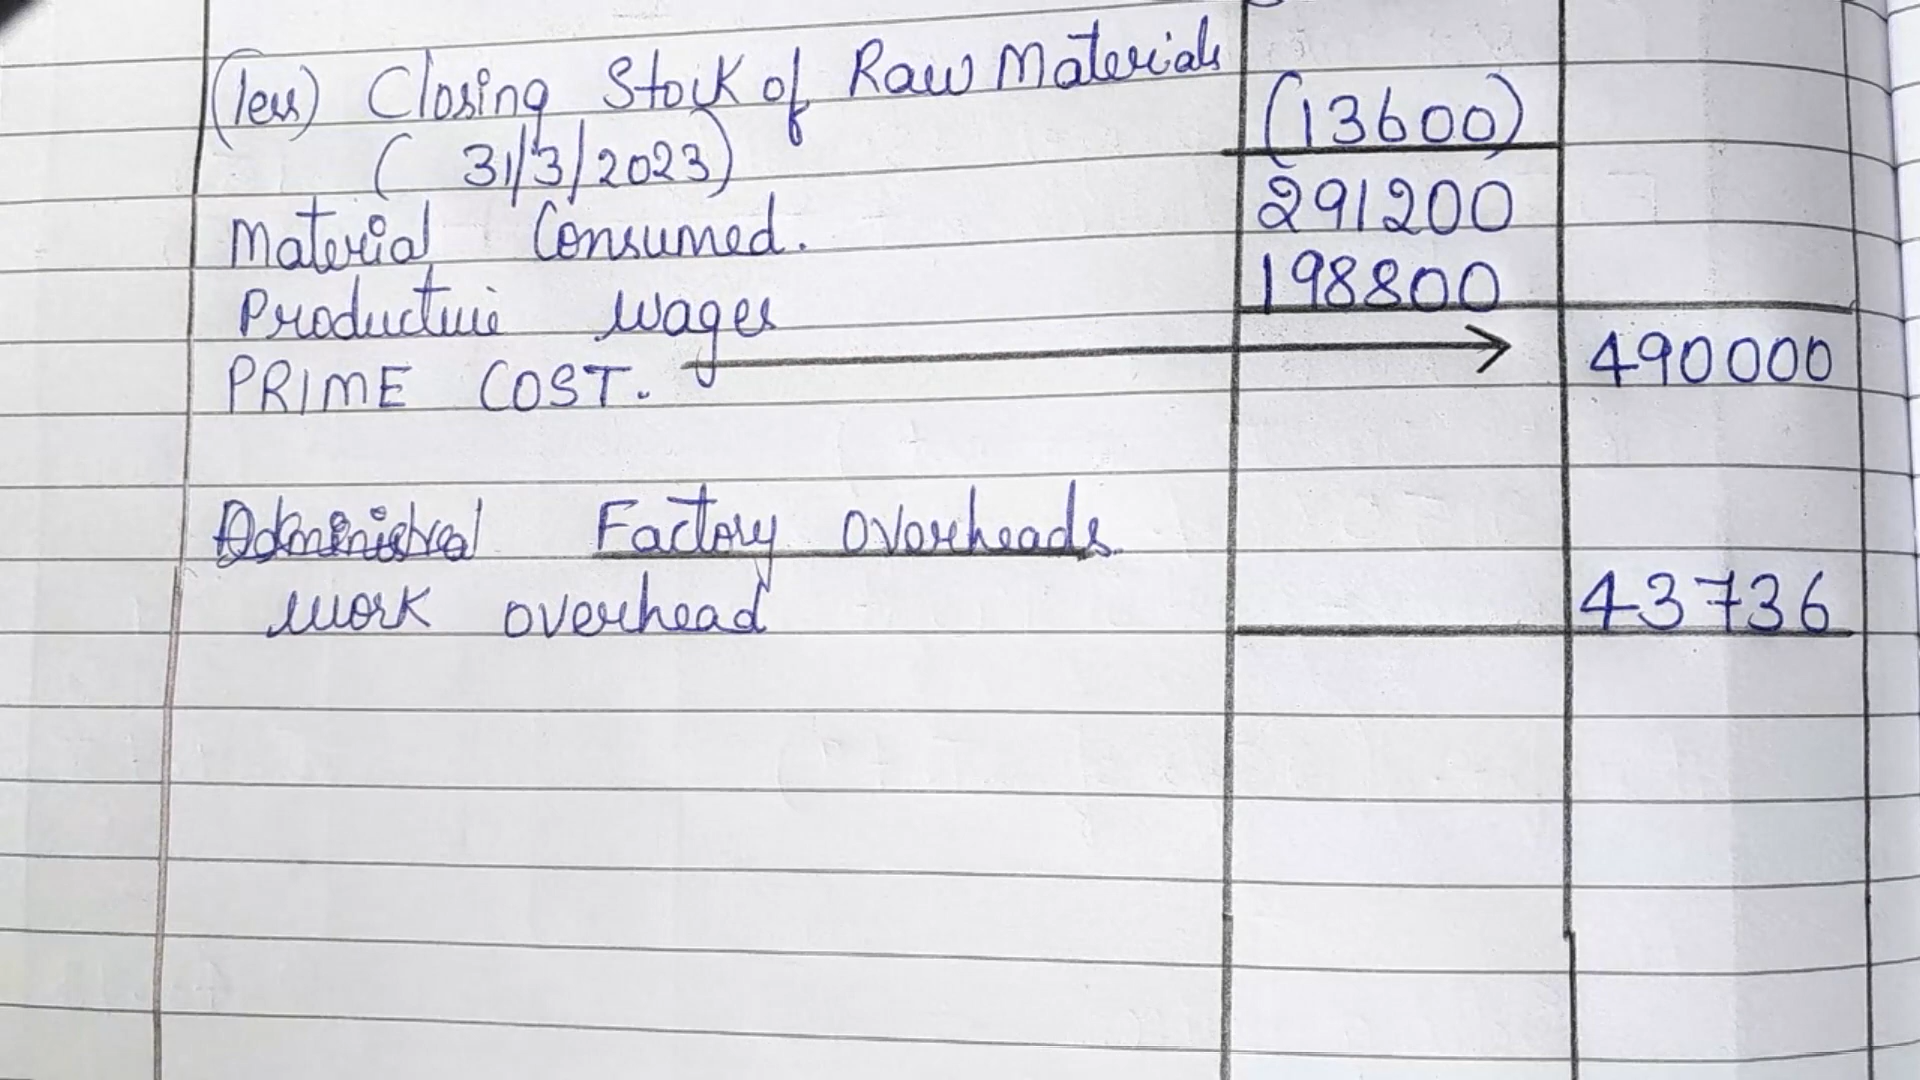 (less) Closing Stock of Raw Materials (13600)
( 31/3/2023)
Material Consumed. 291200
Productive wages 198800
PRIME COST. 490000
Factory Overheads
work overhead 43736